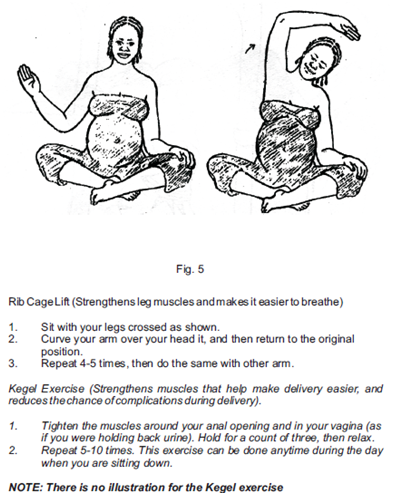 Fig. 5
Rib Cage Lift (Strengthens leg muscles and makes it easier to breathe)
1. Sit with your legs crossed as shown.
2. Curve your arm over your head it, and then return to the original
position.
3. Repeat 4-5 times, then do the same with other arm.
Kegel Exercise (Strengthens muscles that help make delivery easier, and
reduces the chance of complications during delivery).
1. Tighten the muscles around your anal opening and in your vagina (as
if you were holding back urine). Hold for a count of three, then relax.
2. Repeat 5-10 times. This exercise can be done anytime during the day
when you are sitting down.
NOTE: There is no illustration for the Kegel exercise